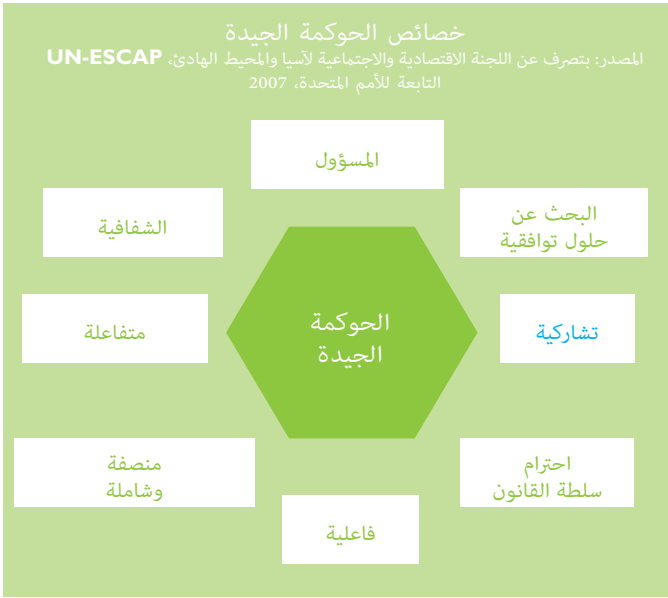 خصائص الحوكمة الجيدة
المصدر: بتصرف عن اللجنة الاقتصادية والاجتماعية لآسيا والمحيط الهادئ، UN-ESCAP
التابعة للأمم المتحدة، 2007
المسؤول
البحث عن
حلول توافقية
الشفافية
تشاركية
الحوكمة
الجيدة
متفاعلة
احترام
سلطة القانون
منصفة
وشاملة
فاعلية